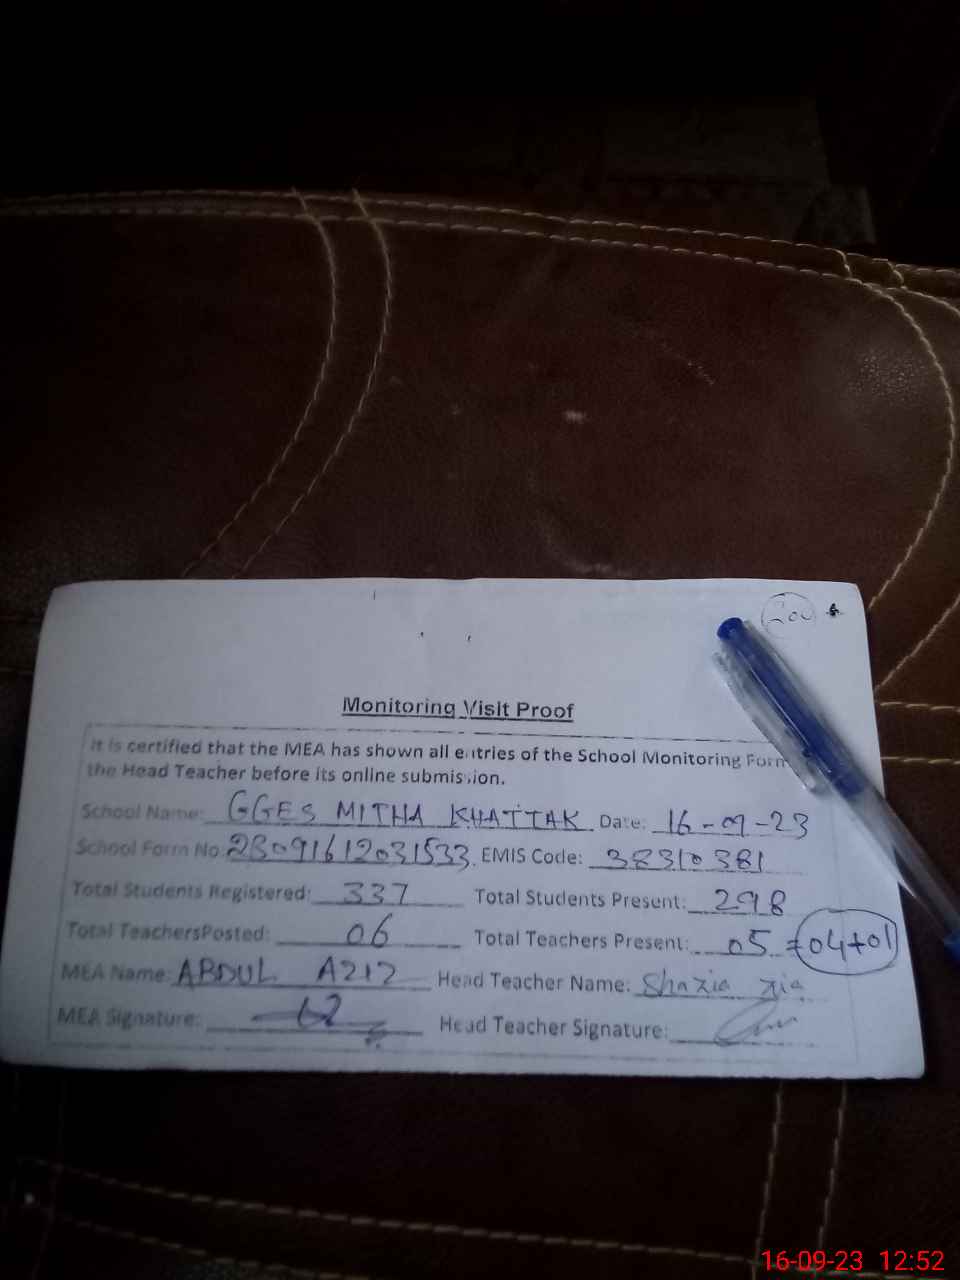 200
Monitoring Visit Proof
It is certified that the MEA has shown all entries of the School Monitoring Form
the Head Teacher before its online submission.
School Name: GGES MITHA KHATTAK Date: 16-09-23
School Form No: 23091612031533. EMIS Code: 38310381
Total Students Registered: 337 Total Students Present: 298
Total TeachersPosted: 06 Total Teachers Present: 05 = 04+01
MEA Name: ABDUL AZIZ Head Teacher Name: Shazia zia
MEA Signature: Head Teacher Signature:
16-09-23 12:52